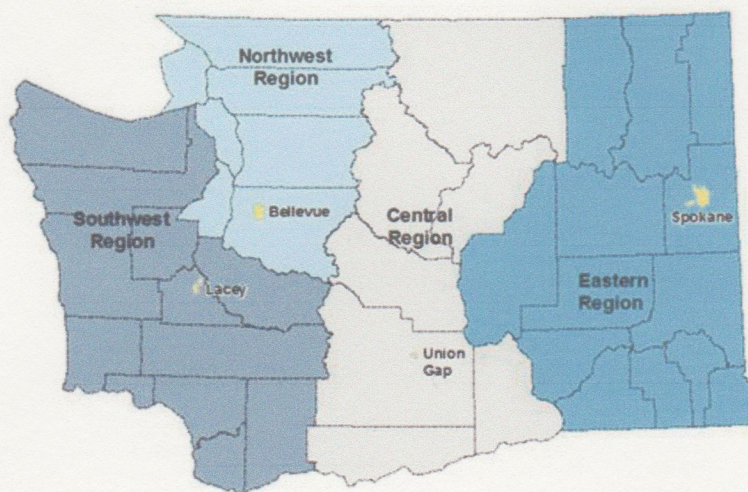 Northwest
Region
Southwest
Region
Bellevue
Lacey
Central
Region
Union
Gap
Spokane
Eastern
Region